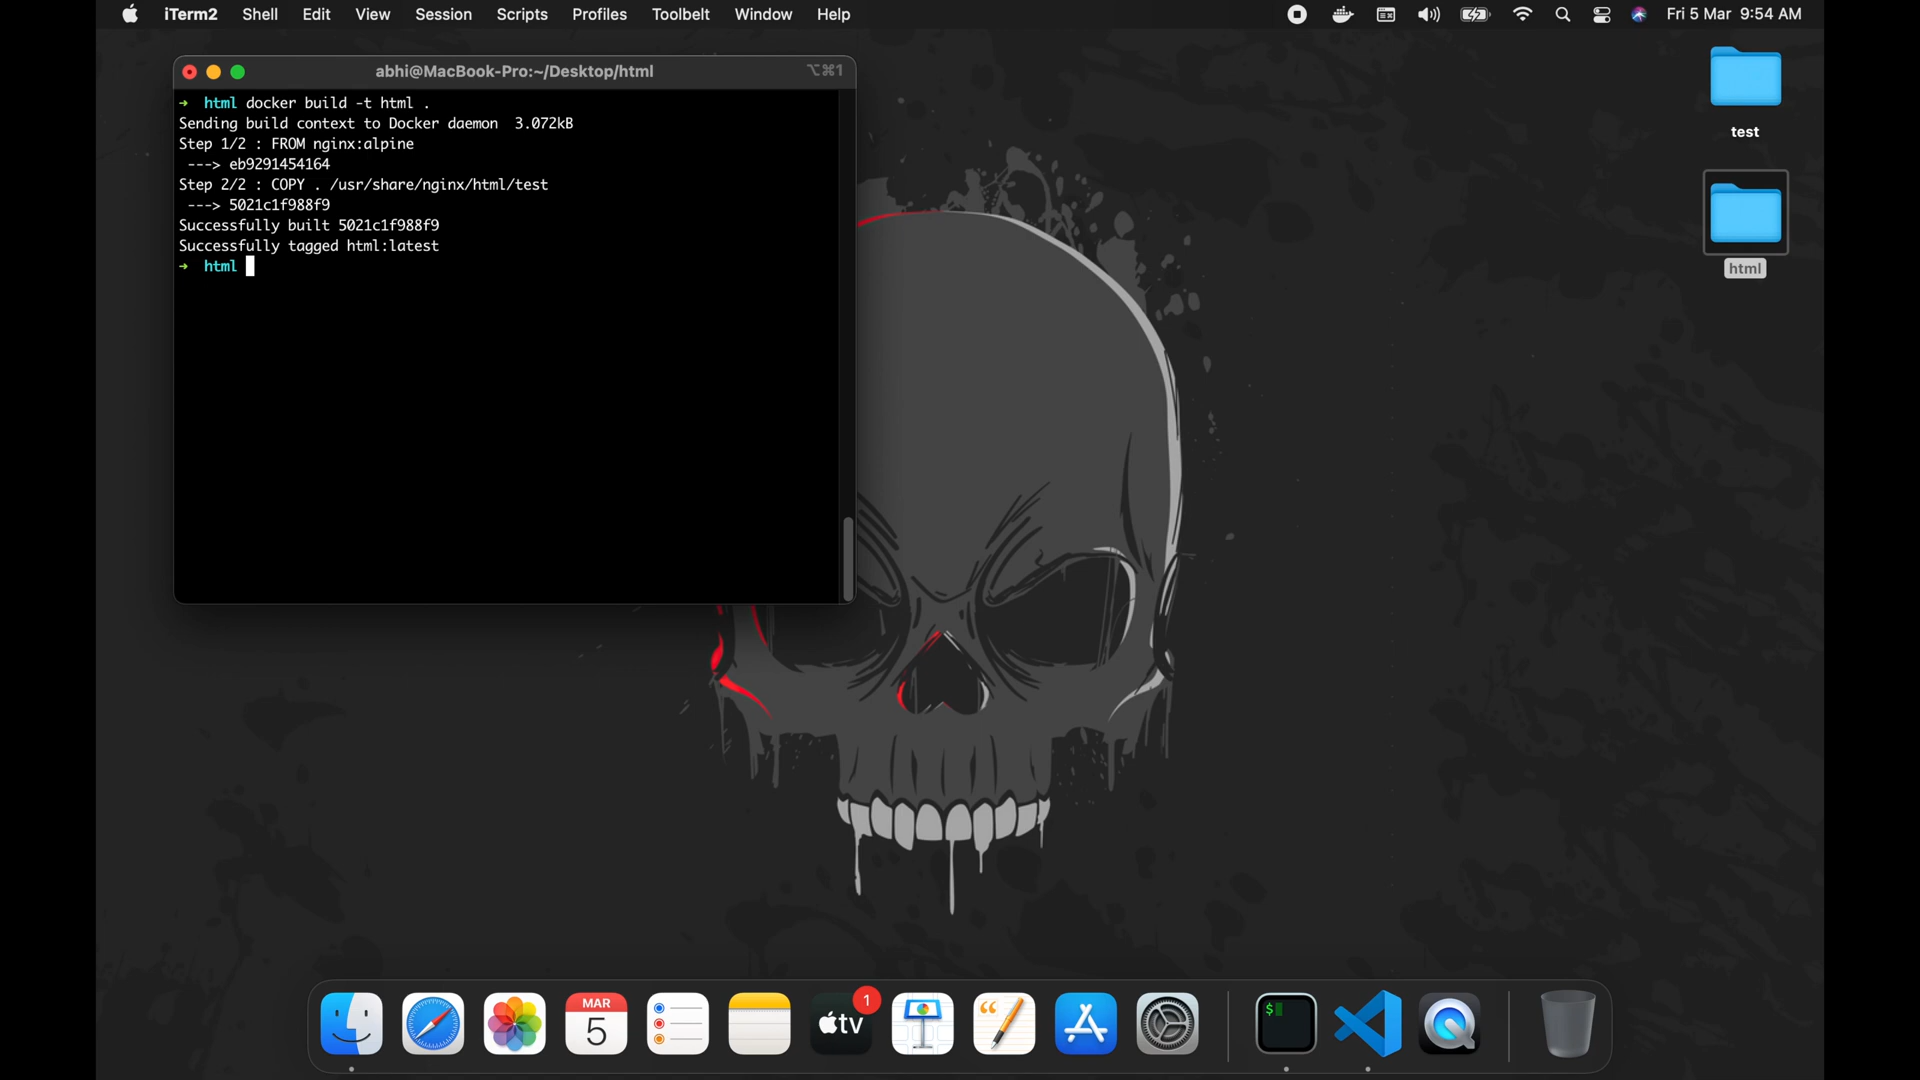 iTerm2 Shell Edit View Session Scripts Profiles Toolbelt Window Help Fri 5 Mar 9:54 AM
abhi@MacBook-Pro:~/Desktop/html ⌥⌘1
➜ html docker build -t html .
Sending build context to Docker daemon 3.072kB
Step 1/2 : FROM nginx:alpine
---> eb9291454164
Step 2/2 : COPY . /usr/share/nginx/html/test
---> 5021c1f988f9
Successfully built 5021c1f988f9
Successfully tagged html:latest
➜ html
test
html
MAR
5
tv
1
$